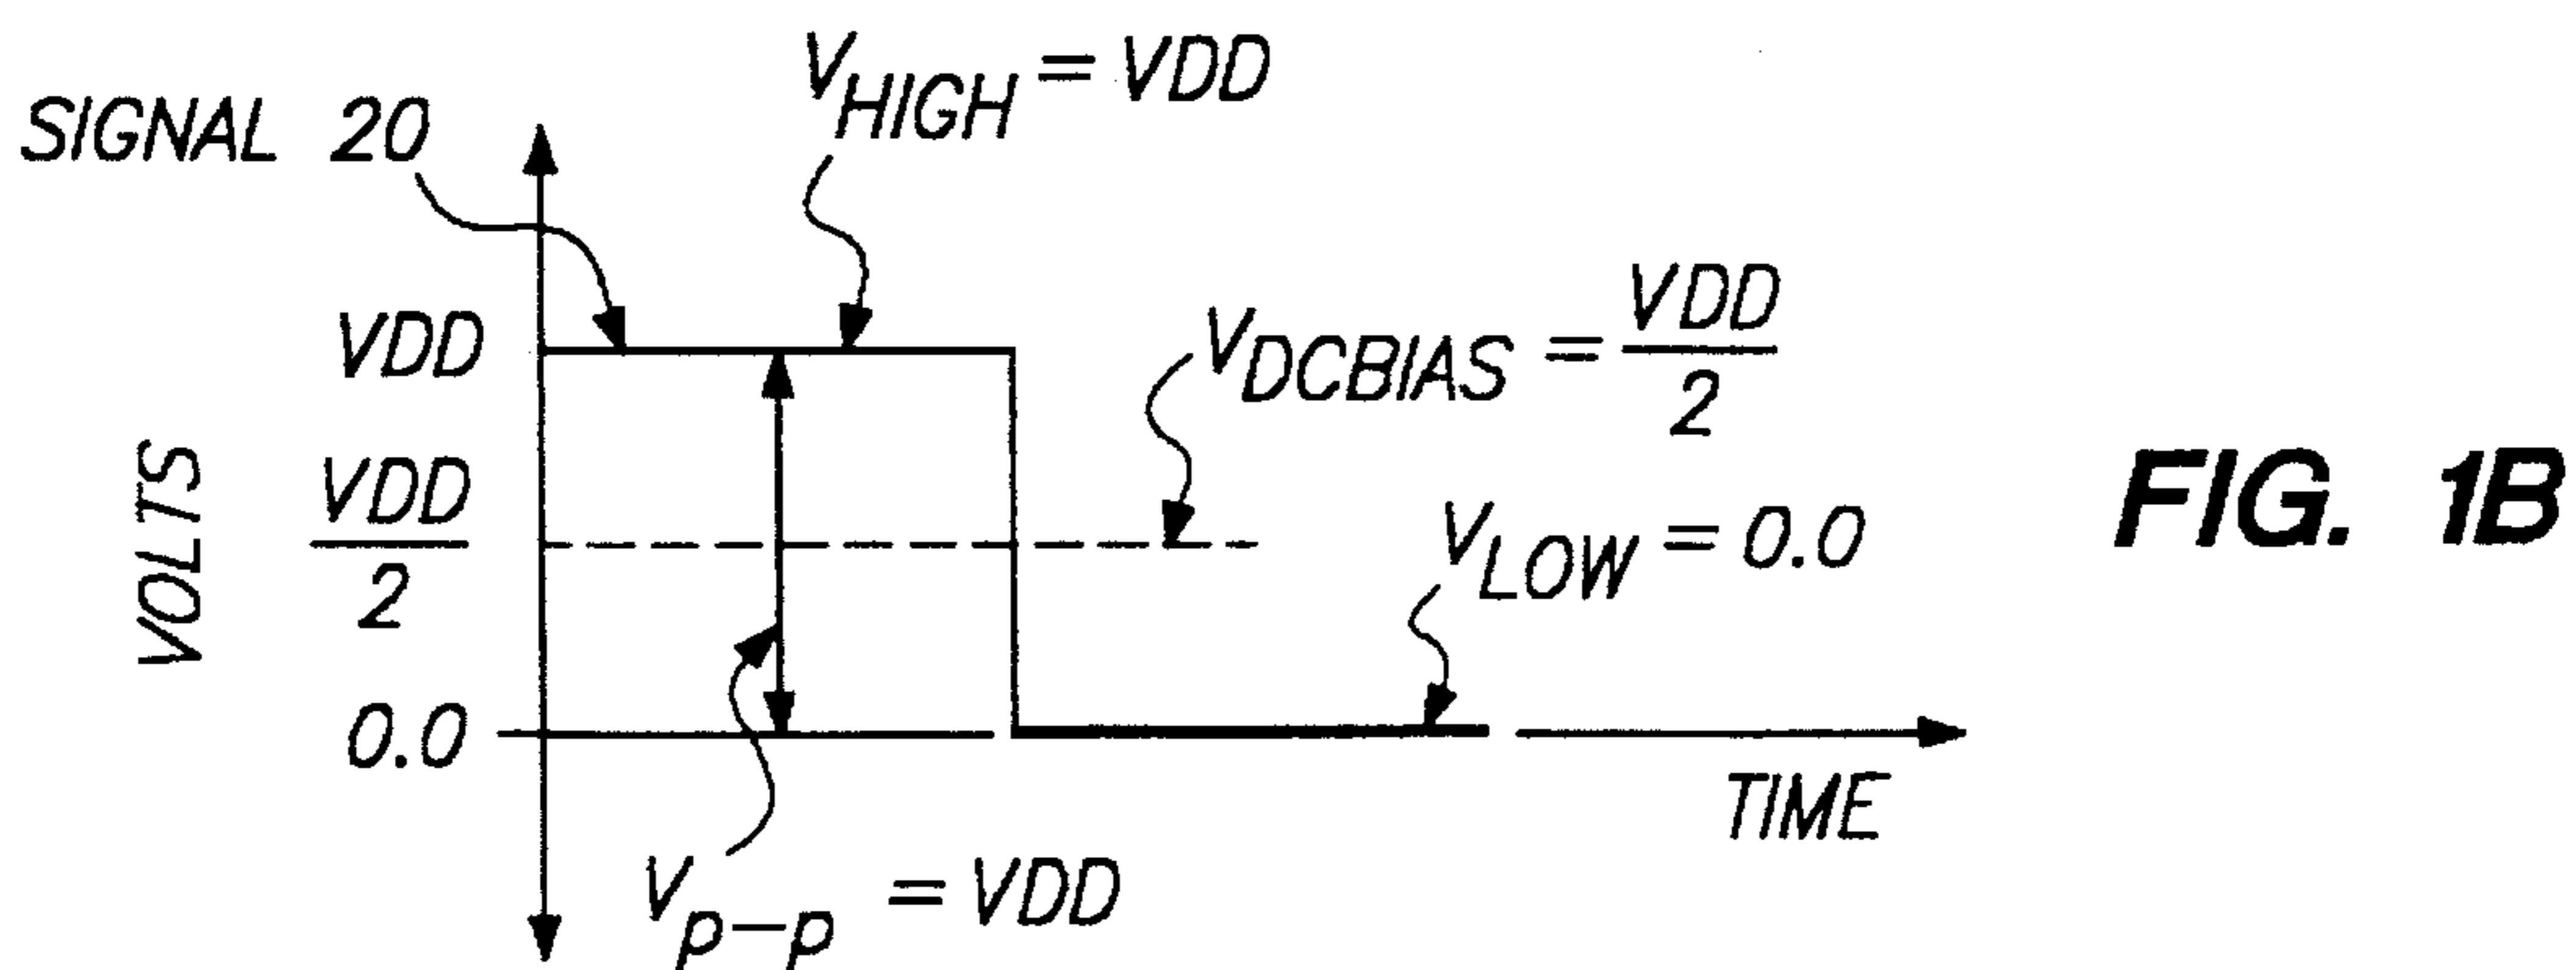 V_HIGH = VDD
SIGNAL 20
VDD
V_DCBIAS = VDD/2
VOLTS
VDD/2
V_LOW = 0.0
FIG. 1B
0.0
TIME
V_p-p = VDD